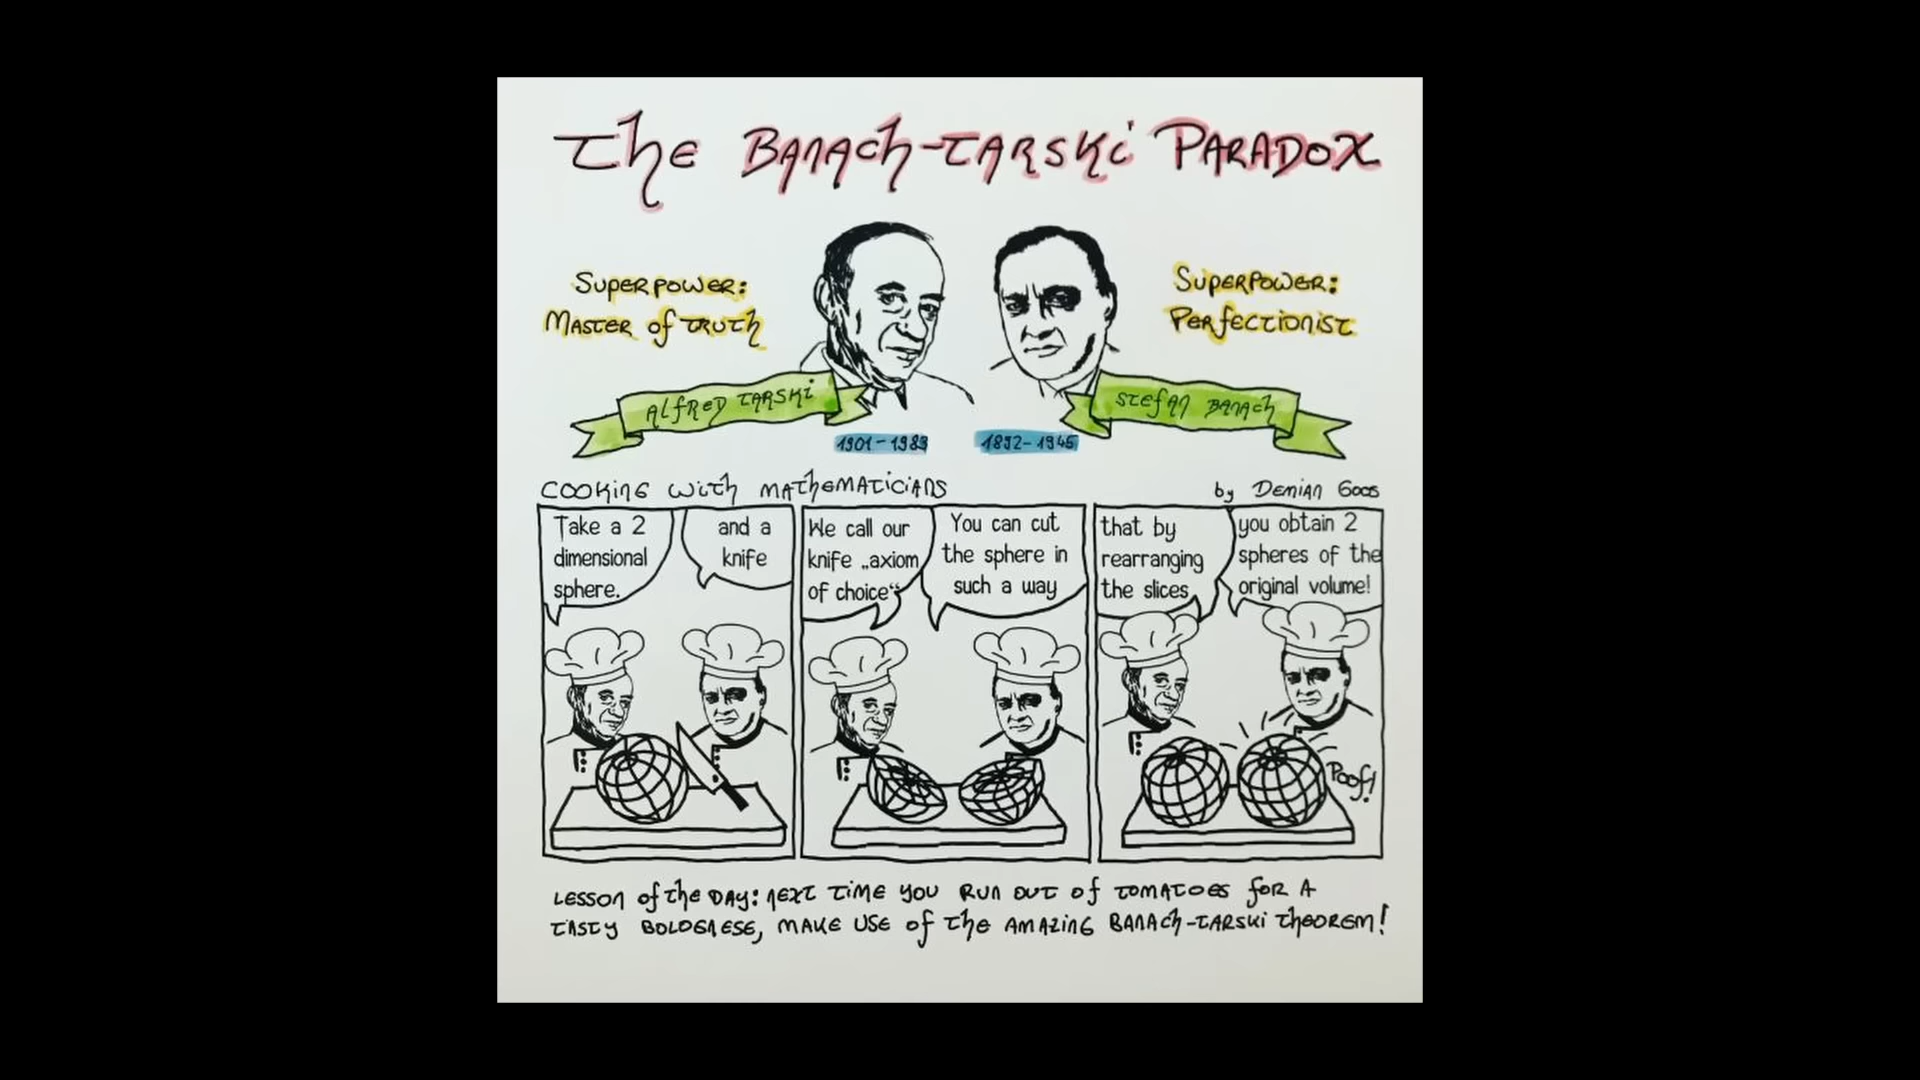 The Banach-Tarski Paradox
Superpower:
Master of Truth
Superpower:
Perfectionist
Alfred Tarski
Stefan Banach
1901-1983
1892-1945
Cooking with Mathematicians
by Demian Goos
Take a 2
dimensional
sphere.
and a
knife
We call our
knife „axiom
of choice“
You can cut
the sphere in
such a way
that by
rearranging
the slices
you obtain 2
spheres of the
original volume!
Poof!
Lesson of the Day: Next time you run out of tomatoes for a
tasty bolognese, make use of the amazing Banach-Tarski theorem!